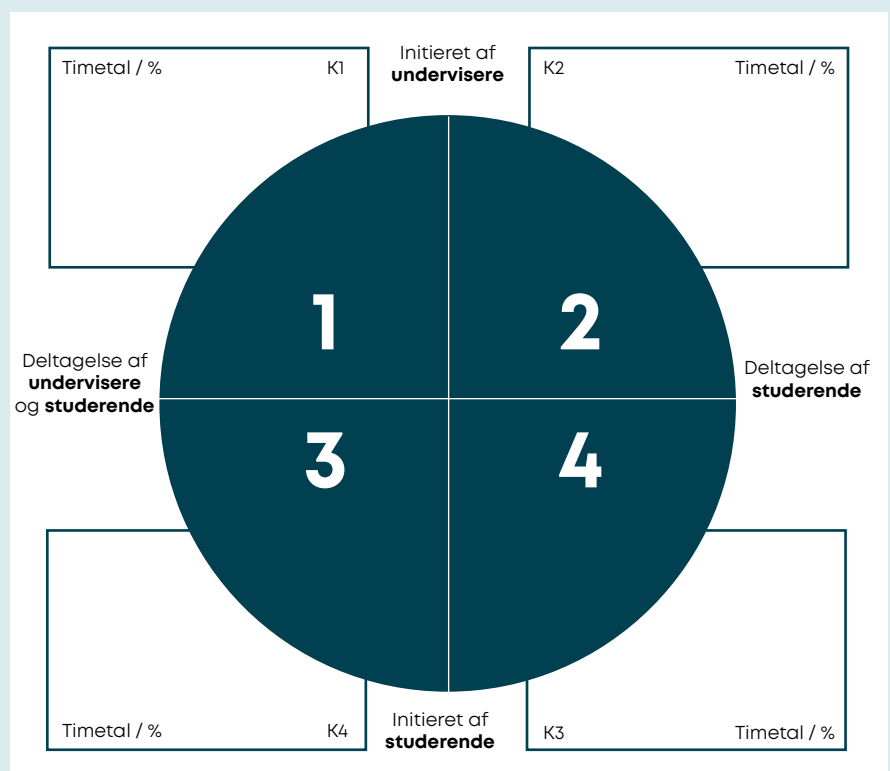 Initieret af
undervisere
Timetal / %
K1
K2
Timetal / %
1
2
Deltagelse af
undervisere
og studerende
Deltagelse af
studerende
3
4
Timetal / %
K4
Initieret af
studerende
K3
Timetal / %